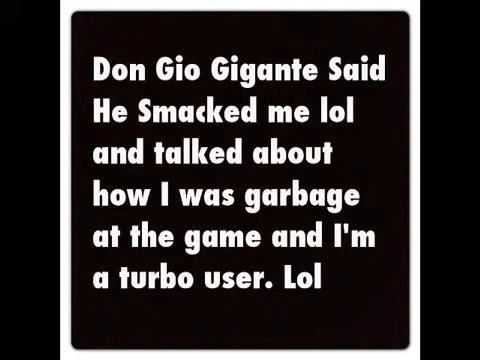 Don Gio Gigante Said
He Smacked me lol
and talked about
how I was garbage
at the game and I'm
a turbo user. Lol